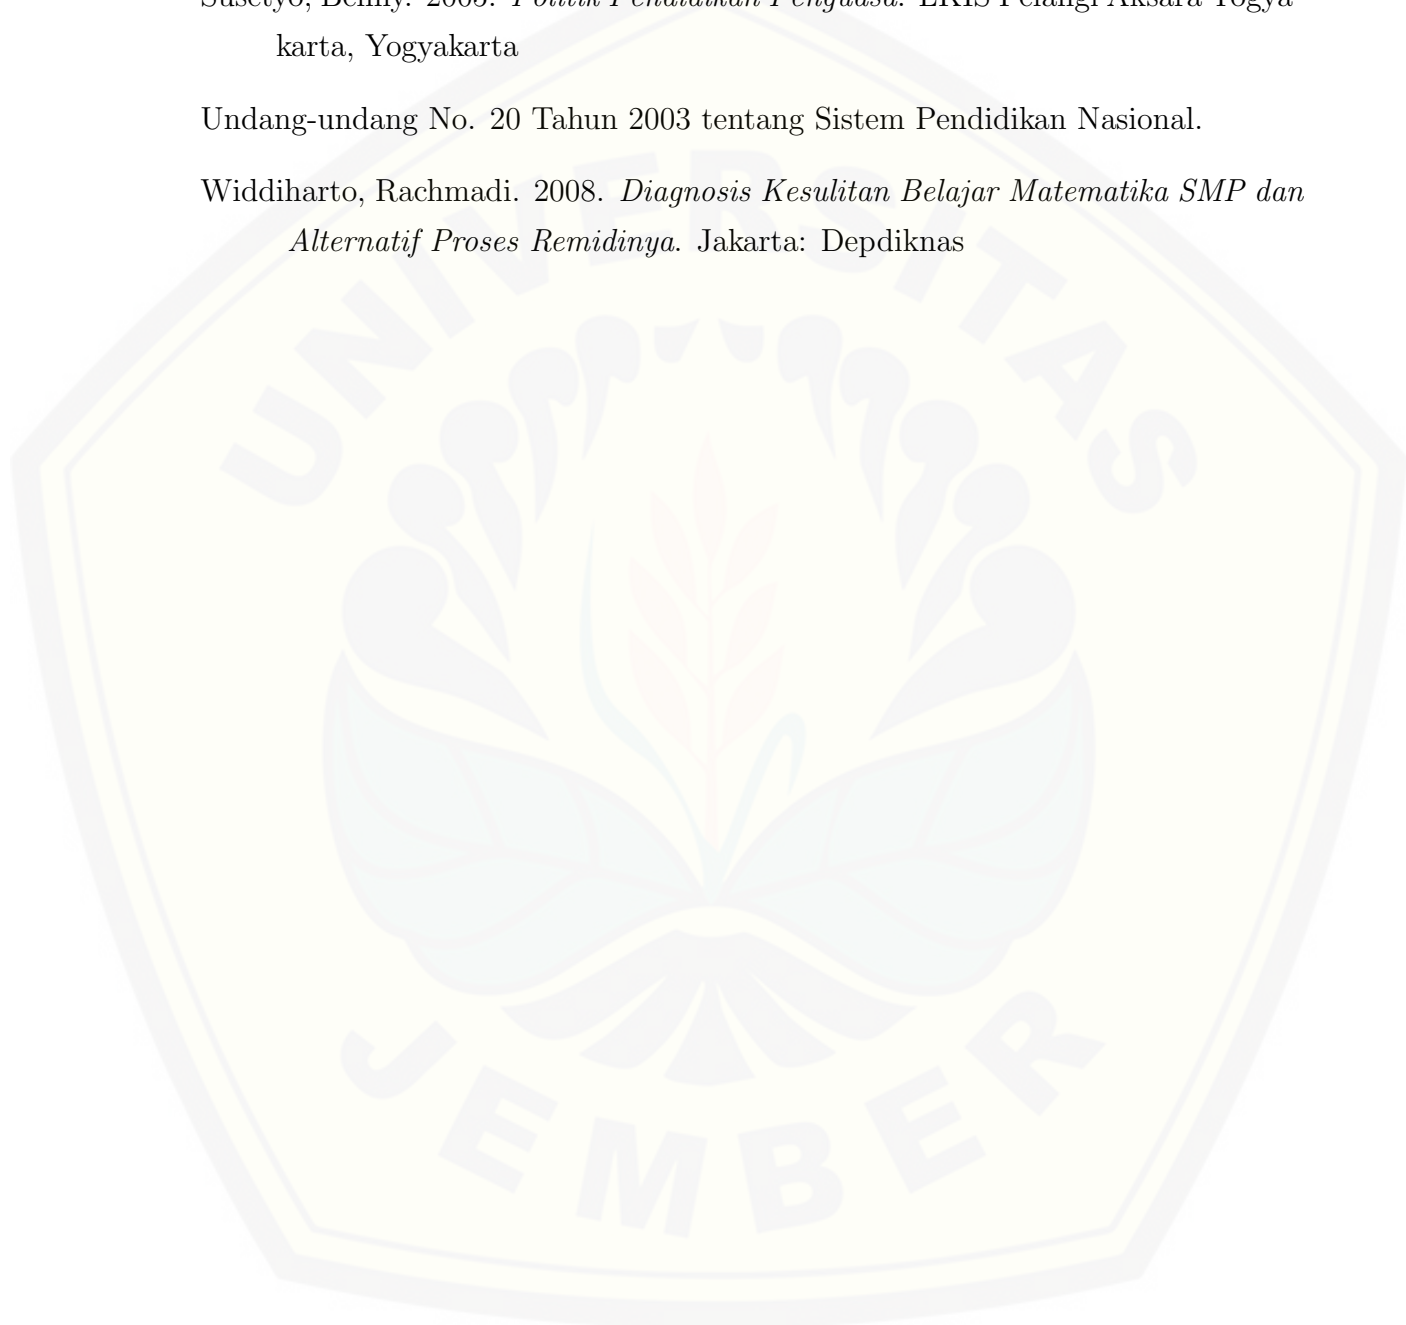 Susetyo, Benny. 2005. Politik Pendidikan Penguasa. LKIS Pelangi Aksara Yogya
karta, Yogyakarta
Undang-undang No. 20 Tahun 2003 tentang Sistem Pendidikan Nasional.
Widdiharto, Rachmadi. 2008. Diagnosis Kesulitan Belajar Matematika SMP dan
Alternatif Proses Remidinya. Jakarta: Depdiknas
UNIVERSITAS
JEMBER